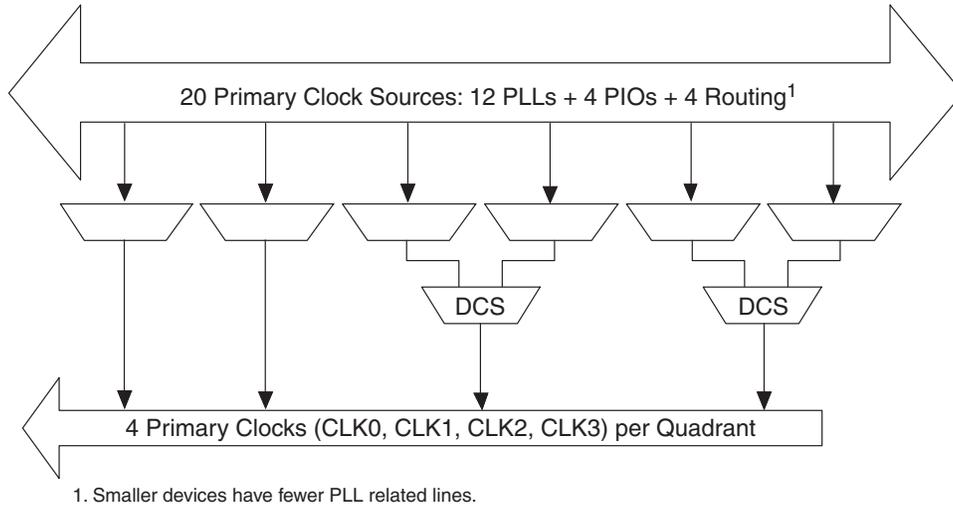 20 Primary Clock Sources: 12 PLLs + 4 PIOs + 4 Routing¹
DCS DCS
4 Primary Clocks (CLK0, CLK1, CLK2, CLK3) per Quadrant
1. Smaller devices have fewer PLL related lines.